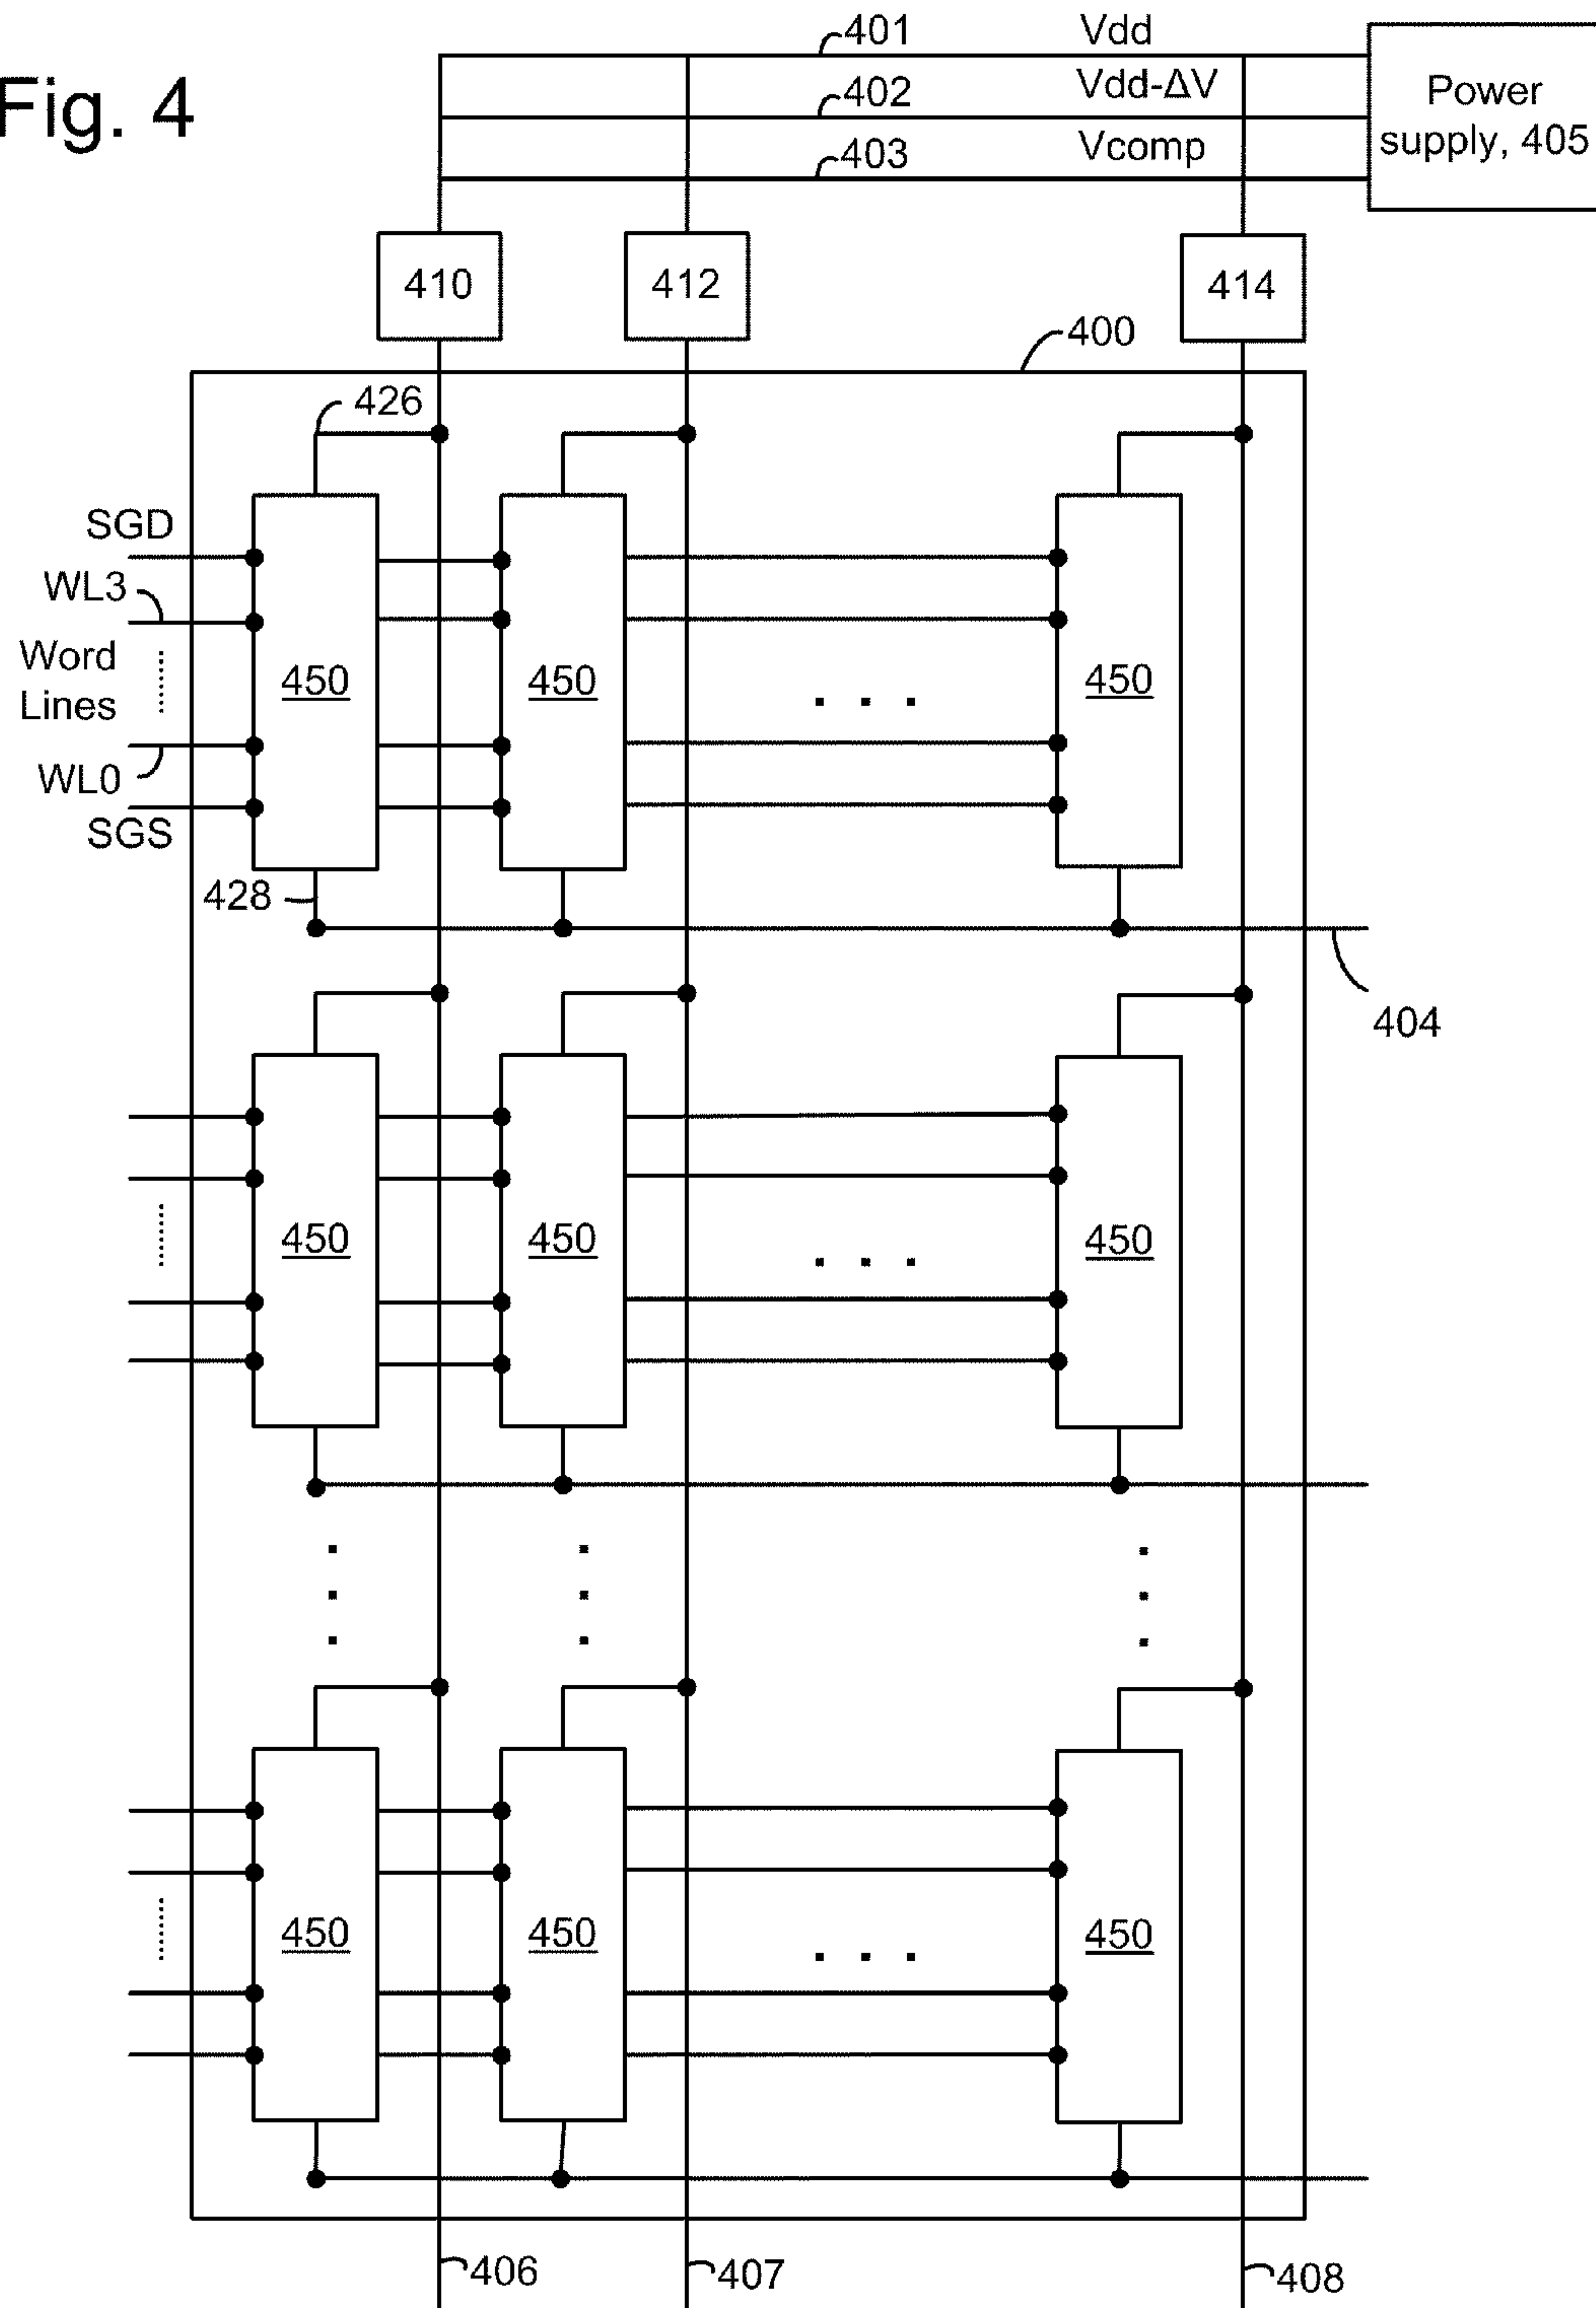 Fig. 4
401 Vdd
402 Vdd-ΔV
403 Vcomp
Power
supply, 405
410 412 414
400
426
SGD
WL3
Word
Lines
WL0
SGS
450 450 . . . 450
428
404
450 450 . . . 450
450 450 . . . 450
406 407 408